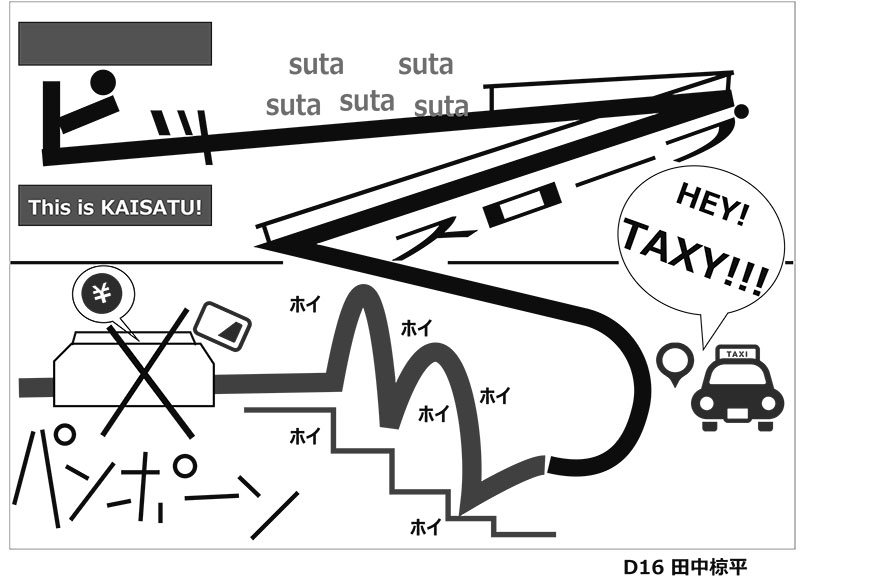 suta suta
suta suta suta
ピッ
This is KAISATU!
スロープ
HEY!
TAXY!!!
¥
ホイ
ホイ
ホイ
ホイ
ホイ
ホイ
TAXI
パンポーン
D16 田中椋平